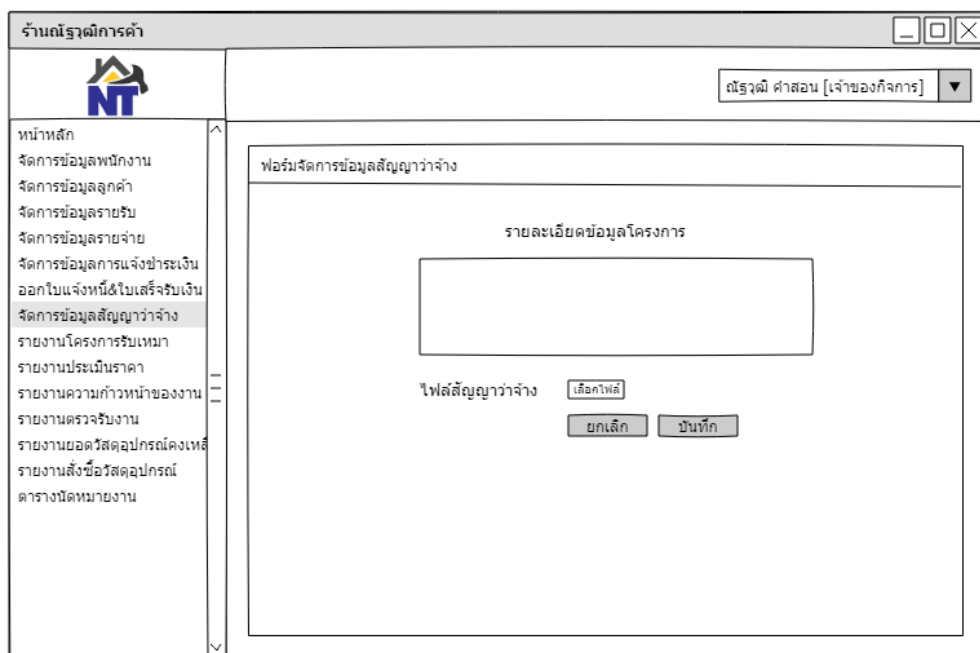 ร้านณัฐวุฒิการค้า
NT
ณัฐวุฒิ คำสอน [เจ้าของกิจการ]
หน้าหลัก
จัดการข้อมูลพนักงาน
จัดการข้อมูลลูกค้า
จัดการข้อมูลรายรับ
จัดการข้อมูลรายจ่าย
จัดการข้อมูลการแจ้งชำระเงิน
ออกใบแจ้งหนี้&ใบเสร็จรับเงิน
จัดการข้อมูลสัญญาว่าจ้าง
รายงานโครงการรับเหมา
รายงานประเมินราคา
รายงานความก้าวหน้าของงาน
รายงานตรวจรับงาน
รายงานยอดวัสดุอุปกรณ์คงเหลื
รายงานสั่งซื้อวัสดุอุปกรณ์
ตารางนัดหมายงาน
ฟอร์มจัดการข้อมูลสัญญาว่าจ้าง
รายละเอียดข้อมูลโครงการ
ไฟล์สัญญาว่าจ้าง เลือกไฟล์
ยกเลิก บันทึก